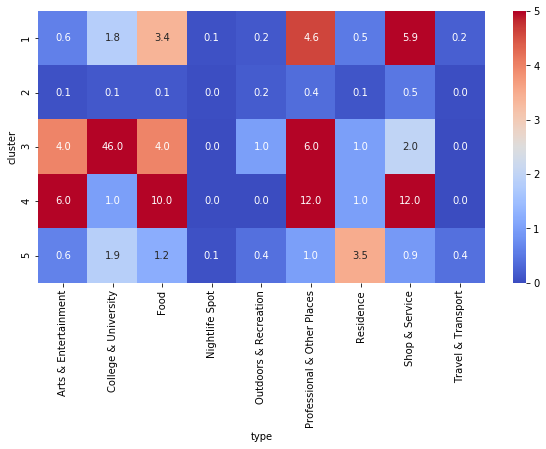 5
1 0.6 1.8 3.4 0.1 0.2 4.6 0.5 5.9 0.2
4
2 0.1 0.1 0.1 0.0 0.2 0.4 0.1 0.5 0.0
3
cluster
3 4.0 46.0 4.0 0.0 1.0 6.0 1.0 2.0 0.0
2
4 6.0 1.0 10.0 0.0 0.0 12.0 1.0 12.0 0.0
1
5 0.6 1.9 1.2 0.1 0.4 1.0 3.5 0.9 0.4
0
Arts & Entertainment
College & University
Food
Nightlife Spot
Outdoors & Recreation
Professional & Other Places
Residence
Shop & Service
Travel & Transport
type